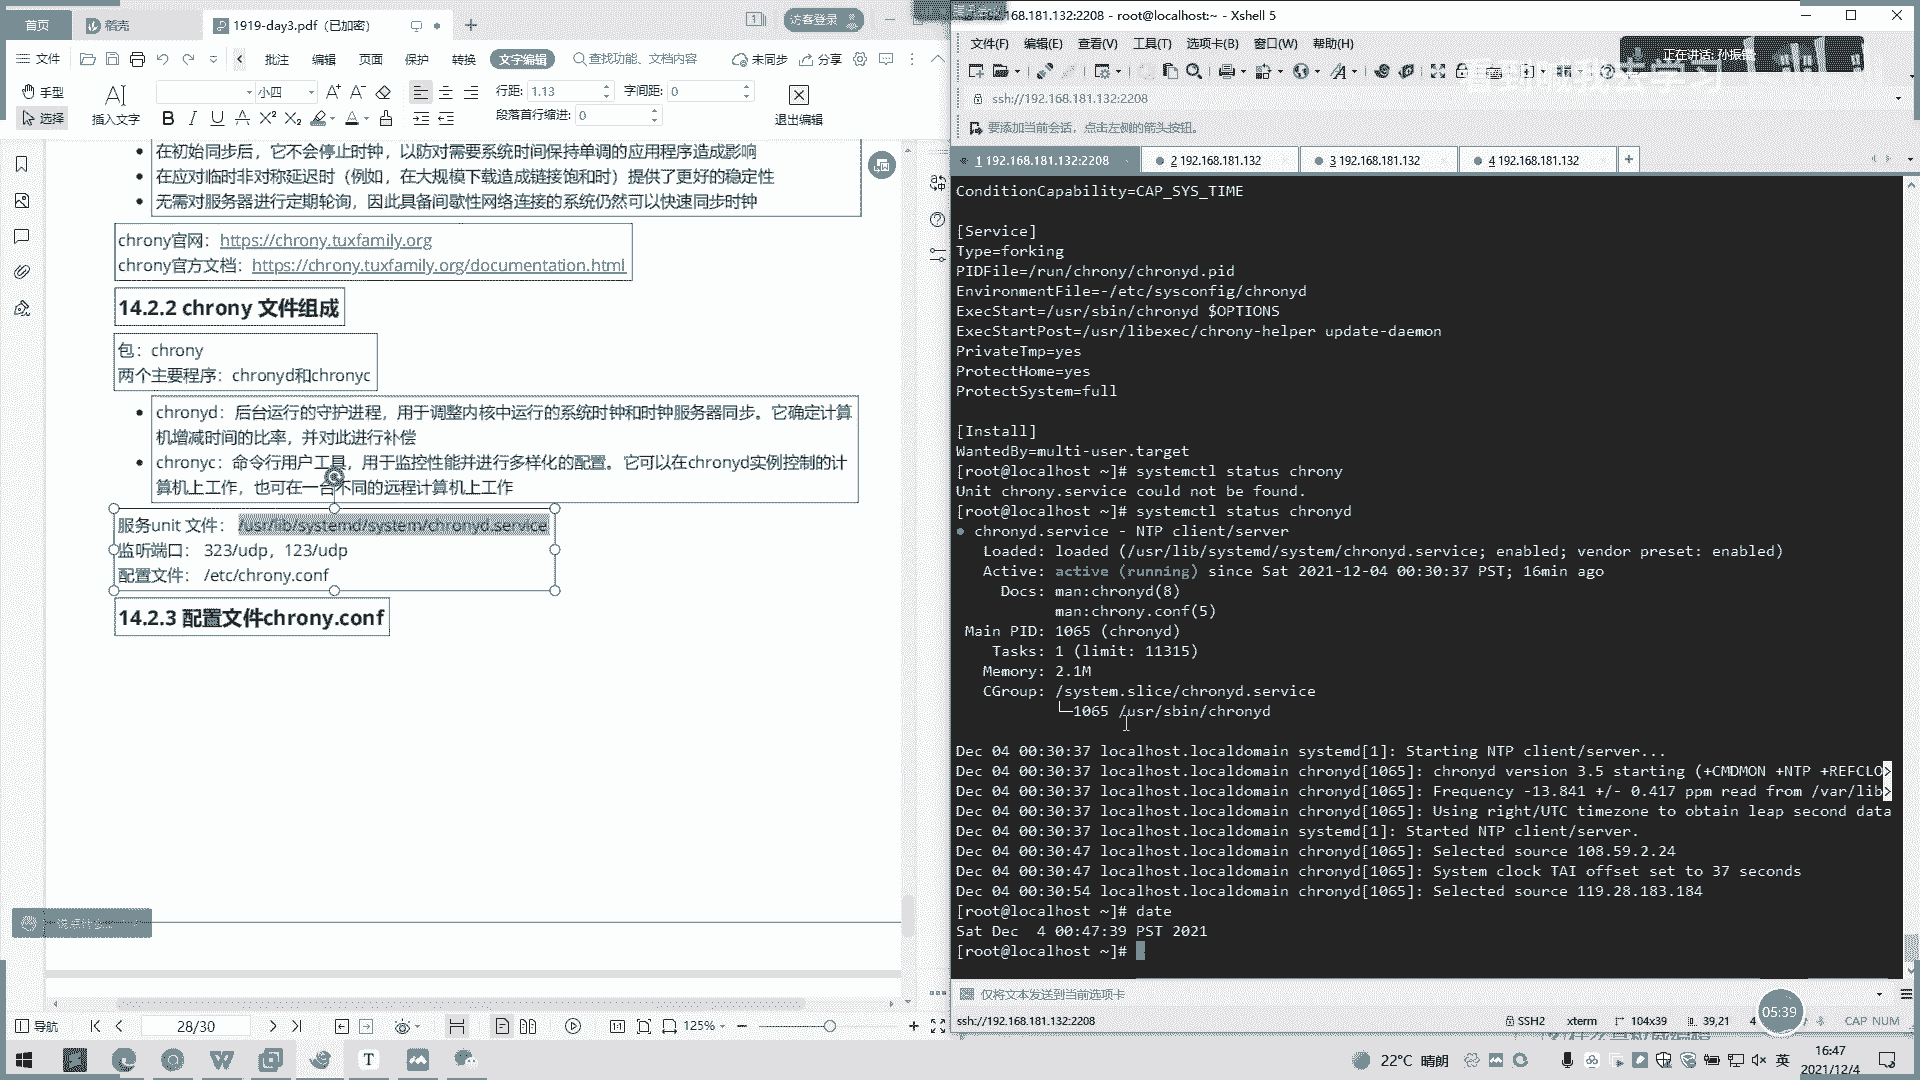 首页
稻壳
1919-day3.pdf（已加密）
访客登录
文件
批注
编辑
页面
保护
转换
文字编辑
查找功能、文档内容
未同步
分享
手型
选择
插入文字
小四
行距：
1.13
字间距：
0
段落首行缩进：
0
退出编辑
在初始同步后，它不会停止时钟，以防对需要系统时间保持单调的应用程序造成影响
在应对临时非对称延迟时（例如，在大规模下载造成链接饱和时）提供了更好的稳定性
无需对服务器进行定期轮询，因此具备间歇性网络连接的系统仍然可以快速同步时钟
chrony官网：https://chrony.tuxfamily.org
chrony官方文档：https://chrony.tuxfamily.org/documentation.html
14.2.2 chrony 文件组成
包：chrony
两个主要程序：chronyd和chronyc
chronyd：后台运行的守护进程，用于调整内核中运行的系统时钟和时钟服务器同步。它确定计算
机增减时间的比率，并对此进行补偿
chronyc：命令行用户工具，用于监控性能并进行多样化的配置。它可以在chronyd实例控制的计
算机上工作，也可在一台不同的远程计算机上工作
服务unit 文件： /usr/lib/systemd/system/chronyd.service
监听端口： 323/udp，123/udp
配置文件： /etc/chrony.conf
14.2.3 配置文件chrony.conf
导航
28/30
125%
192.168.181.132:2208 - root@localhost:~ - Xshell 5
文件(F)
编辑(E)
查看(V)
工具(T)
选项卡(B)
窗口(W)
帮助(H)
ssh://192.168.181.132:2208
要添加当前会话，点击左侧的箭头按钮。
1 192.168.181.132:2208
2 192.168.181.132
3 192.168.181.132
4 192.168.181.132
ConditionCapability=CAP_SYS_TIME
[Service]
Type=forking
PIDFile=/run/chrony/chronyd.pid
EnvironmentFile=-/etc/sysconfig/chronyd
ExecStart=/usr/sbin/chronyd $OPTIONS
ExecStartPost=/usr/libexec/chrony-helper update-daemon
PrivateTmp=yes
ProtectHome=yes
ProtectSystem=full
[Install]
WantedBy=multi-user.target
[root@localhost ~]# systemctl status chrony
Unit chrony.service could not be found.
[root@localhost ~]# systemctl status chronyd
● chronyd.service - NTP client/server
Loaded: loaded (/usr/lib/systemd/system/chronyd.service; enabled; vendor preset: enabled)
Active: active (running) since Sat 2021-12-04 00:30:37 PST; 16min ago
Docs: man:chronyd(8)
man:chrony.conf(5)
Main PID: 1065 (chronyd)
Tasks: 1 (limit: 11315)
Memory: 2.1M
CGroup: /system.slice/chronyd.service
└─1065 /usr/sbin/chronyd
Dec 04 00:30:37 localhost.localdomain systemd[1]: Starting NTP client/server...
Dec 04 00:30:37 localhost.localdomain chronyd[1065]: chronyd version 3.5 starting (+CMDMON +NTP +REFCLO>
Dec 04 00:30:37 localhost.localdomain chronyd[1065]: Frequency -13.841 +/- 0.417 ppm read from /var/lib>
Dec 04 00:30:37 localhost.localdomain chronyd[1065]: Using right/UTC timezone to obtain leap second data
Dec 04 00:30:37 localhost.localdomain systemd[1]: Started NTP client/server.
Dec 04 00:30:47 localhost.localdomain chronyd[1065]: Selected source 108.59.2.24
Dec 04 00:30:47 localhost.localdomain chronyd[1065]: System clock TAI offset set to 37 seconds
Dec 04 00:30:54 localhost.localdomain chronyd[1065]: Selected source 119.28.183.184
[root@localhost ~]# date
Sat Dec  4 00:47:39 PST 2021
[root@localhost ~]#
仅将文本发送到当前选项卡
ssh://192.168.181.132:2208
SSH2
xterm
104x39
39,21
4
CAP NUM
05:39
22°C 晴朗
英
16:47
2021/12/4